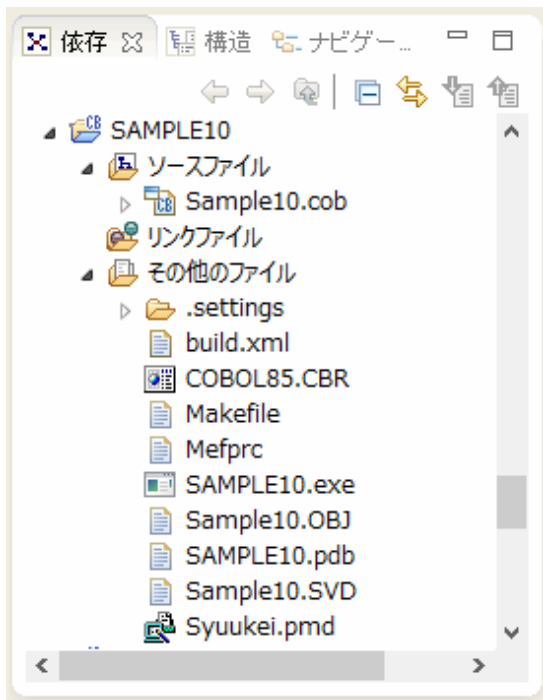 依存 構造 ナビゲー...
SAMPLE10
ソースファイル
Sample10.cob
リンクファイル
その他のファイル
.settings
build.xml
COBOL85.CBR
Makefile
Mefprc
SAMPLE10.exe
Sample10.OBJ
SAMPLE10.pdb
Sample10.SVD
Syuukei.pmd